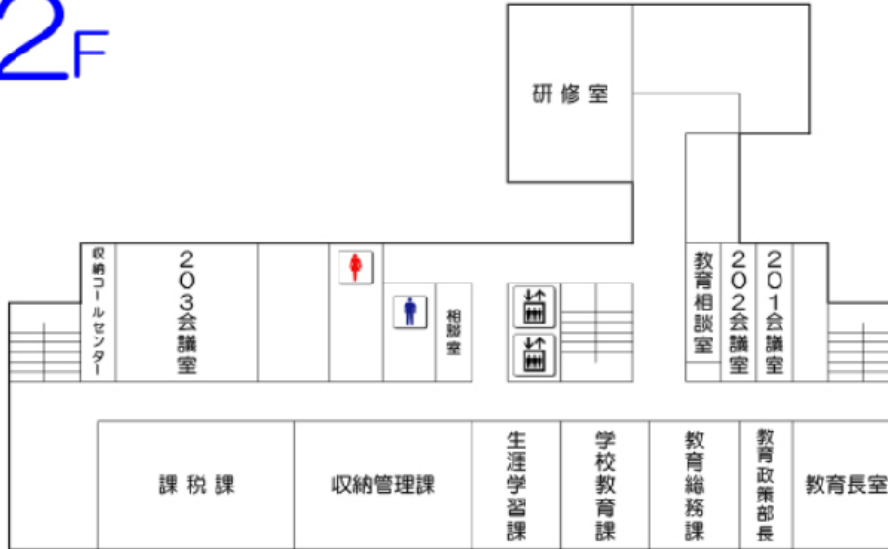 2F
研修室
収納コールセンター
203会議室
相談室
教育相談室
202会議室
201会議室
課税課
収納管理課
生涯学習課
学校教育課
教育総務課
教育政策部長
教育長室